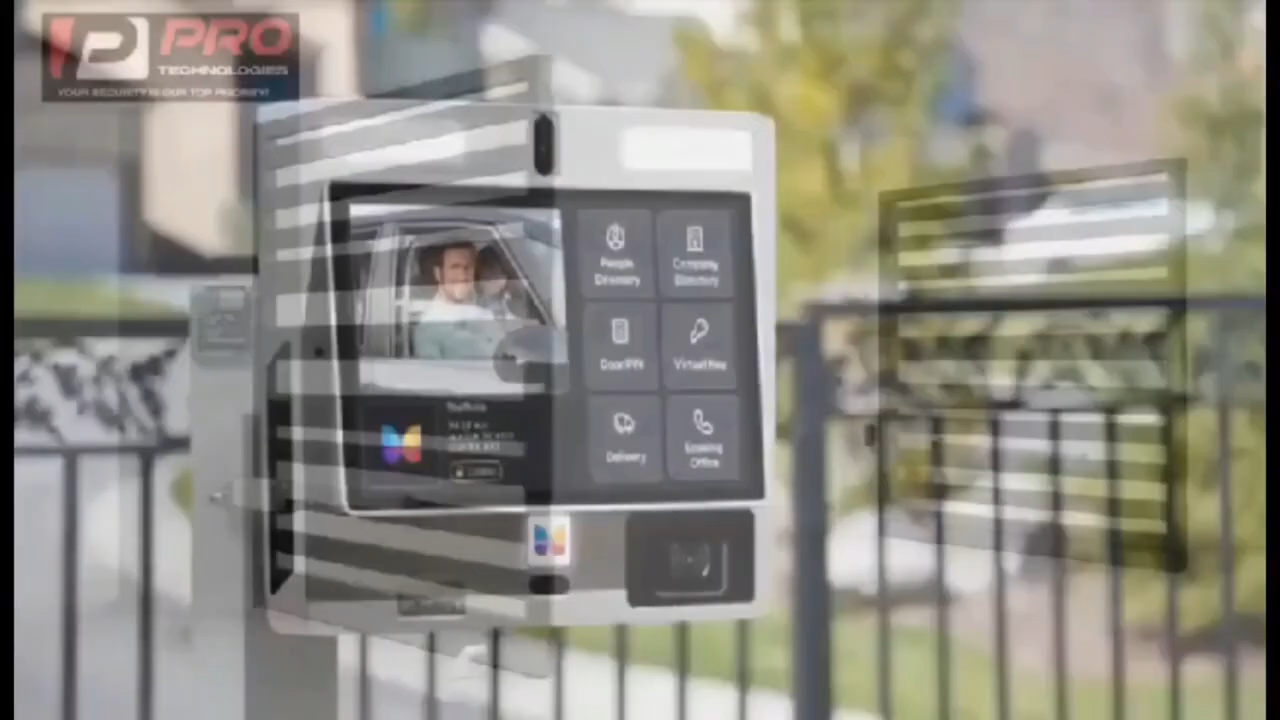 PRO
TECHNOLOGIES
YOUR SECURITY IS OUR TOP PRIORITY!
People
Directory
Company
Directory
Door PIN
Virtual Key
Delivery
Leasing
Office